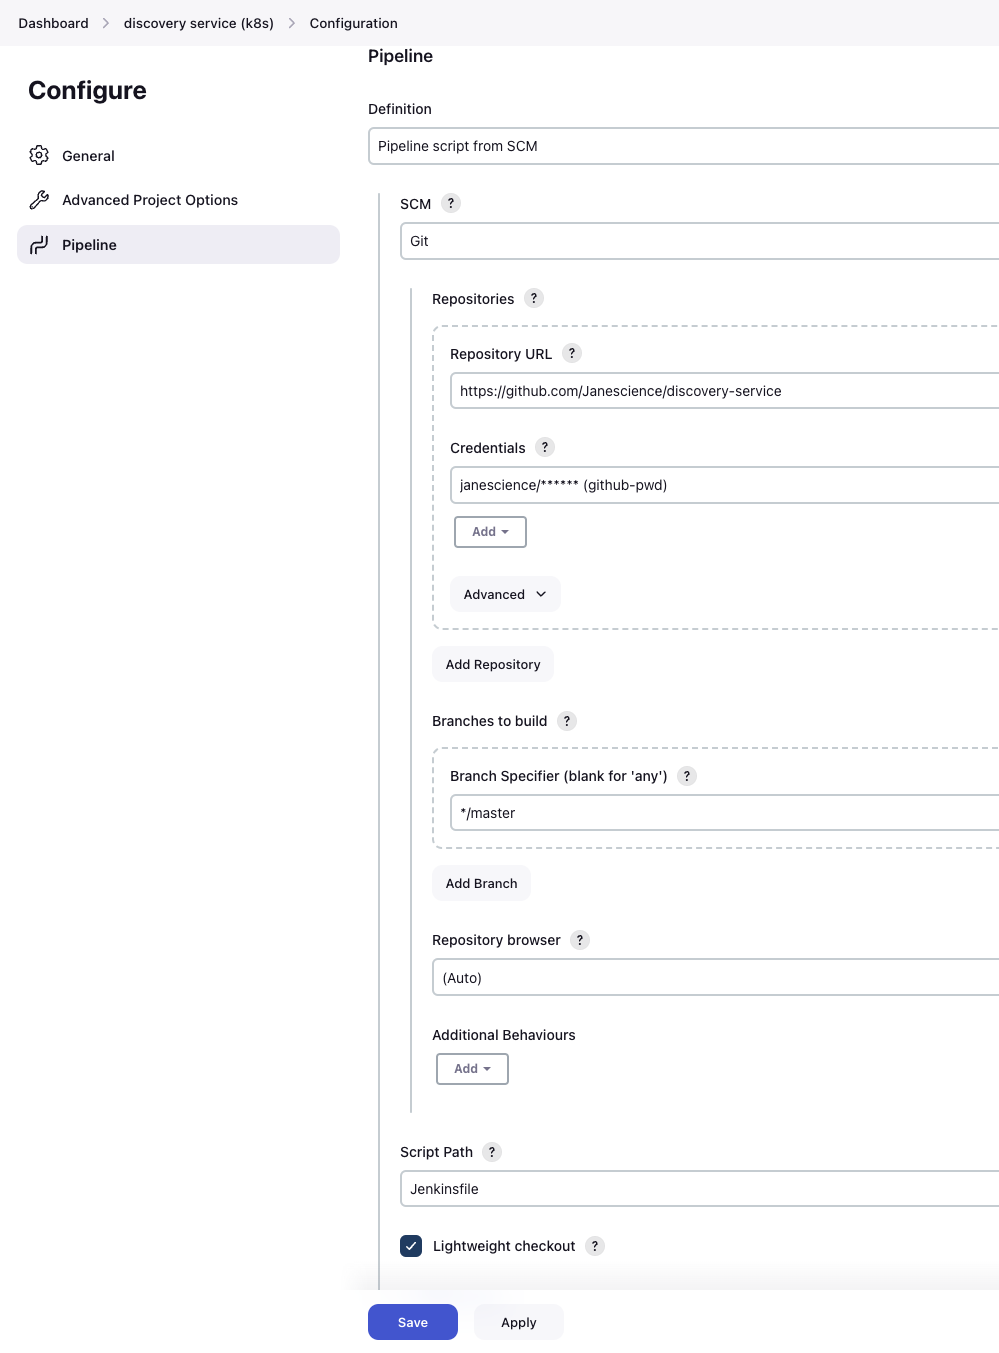 Dashboard > discovery service (k8s) > Configuration
Configure
General
Advanced Project Options
Pipeline
Pipeline
Definition
Pipeline script from SCM
SCM ?
Git
Repositories ?
Repository URL ?
https://github.com/Janescience/discovery-service
Credentials ?
janescience/****** (github-pwd)
Add
Advanced
Add Repository
Branches to build ?
Branch Specifier (blank for 'any') ?
*/master
Add Branch
Repository browser ?
(Auto)
Additional Behaviours
Add
Script Path ?
Jenkinsfile
Lightweight checkout ?
Save Apply